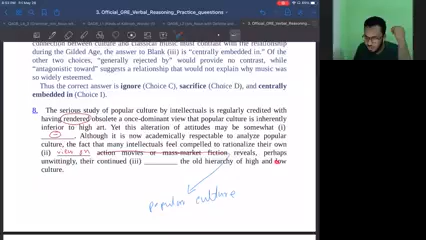 3. Official_GRE_Verbal_Reasoning_Practice_questions
connection between culture and classical music must contrast with the relationship
during the Gilded Age, the answer to Blank (iii) is "centrally embedded in." Of the
other two choices, "generally rejected by" would provide no contrast, while
"antagonistic toward" suggests a relationship that would not explain why music was
so widely esteemed.
Thus the correct answer is ignore (Choice C), sacrifice (Choice D), and centrally
embedded in (Choice I).
8. The serious study of popular culture by intellectuals is regularly credited with
having rendered obsolete a once-dominant view that popular culture is inherently
inferior to high art. Yet this alteration of attitudes may be somewhat (i)
Although it is now academically respectable to analyze popular
culture, the fact that many intellectuals feel compelled to rationalize their own
(ii) view on action movies or mass-market fiction reveals, perhaps
unwittingly, their continued (iii) the old hierarchy of high and low
culture.
popular culture